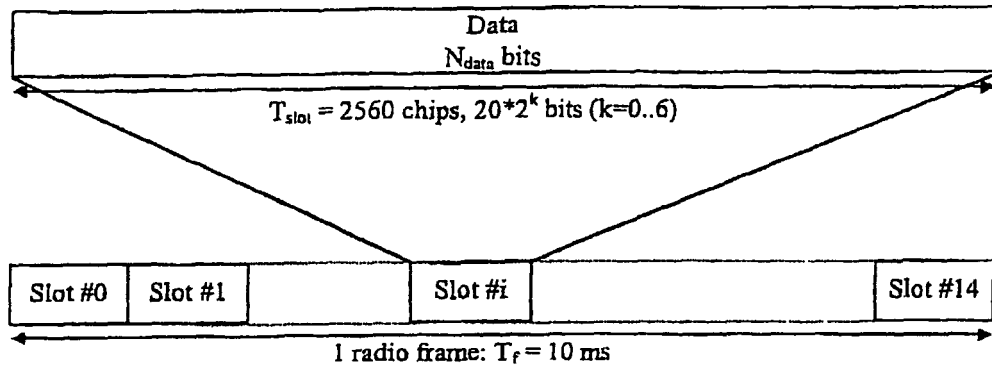 Data
N_data bits
T_slot = 2560 chips, 20*2^k bits (k=0..6)
Slot #0 Slot #1 Slot #i Slot #14
1 radio frame: T_f = 10 ms